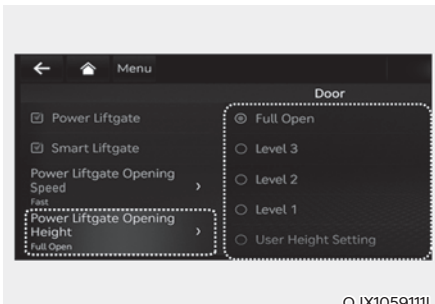 Menu
Door
Power Liftgate
Smart Liftgate
Power Liftgate Opening
Speed
Fast
Power Liftgate Opening
Height
Full Open
Full Open
Level 3
Level 2
Level 1
User Height Setting
OJX1059111L